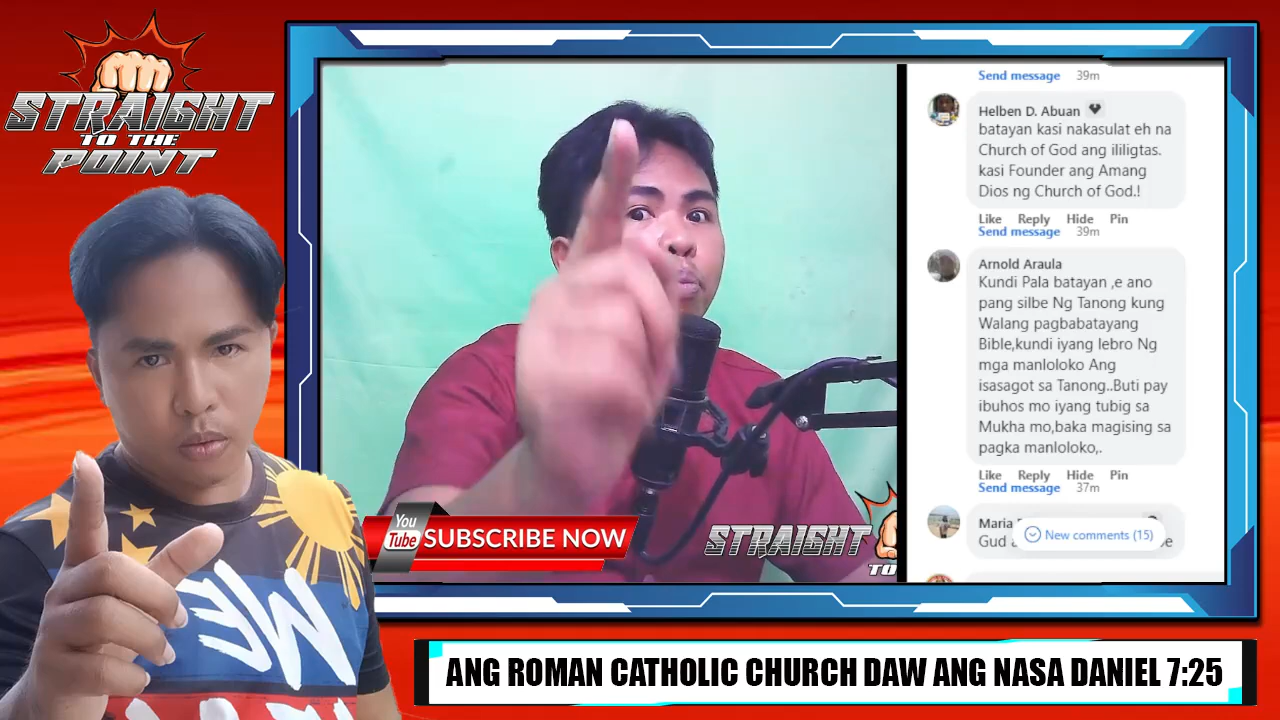 STRAIGHT
TO THE
POINT
Send message 39m
Helben D. Abuan
batayan kasi nakasulat eh na
Church of God ang ililigtas.
kasi Founder ang Amang
Dios ng Church of God.!
Like Reply Hide Pin
Send message 39m
Arnold Araula
Kundi Pala batayan ,e ano
pang silbe Ng Tanong kung
Walang pagbabatayang
Bible,kundi iyang lebro Ng
mga manloloko Ang
isasagot sa Tanong..Buti pay
ibuhos mo iyang tubig sa
Mukha mo,baka magising sa
pagka manloloko,.
Like Reply Hide Pin
Send message 37m
Maria
Gud
New comments (15)
You
Tube
SUBSCRIBE NOW
STRAIGHT
TO
ME
ANG ROMAN CATHOLIC CHURCH DAW ANG NASA DANIEL 7:25